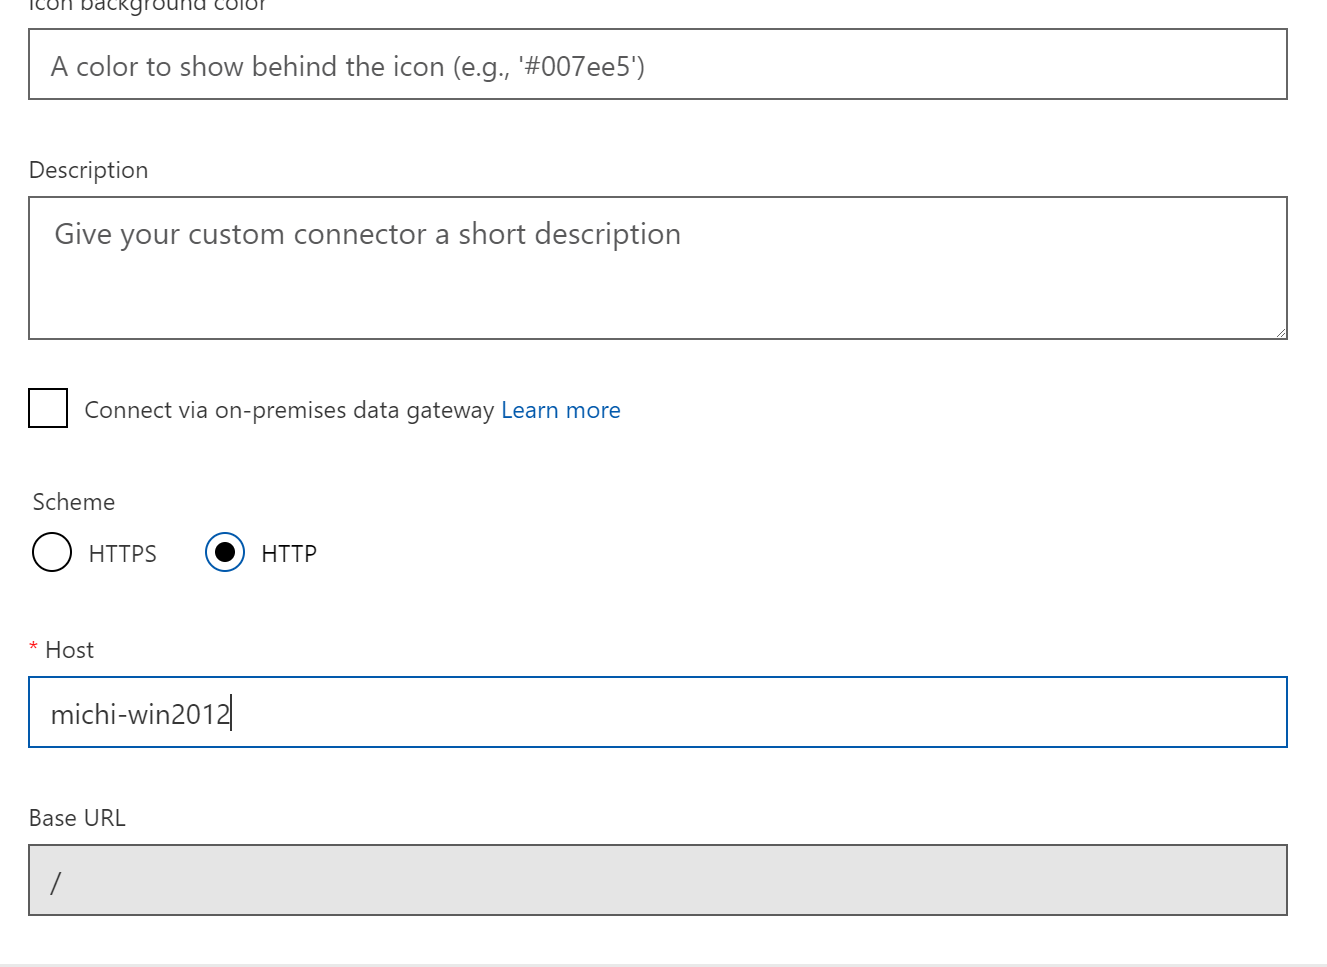 Icon background color
A color to show behind the icon (e.g., '#007ee5')
Description
Give your custom connector a short description
Connect via on-premises data gateway Learn more
Scheme
HTTPS HTTP
* Host
michi-win2012
Base URL
/